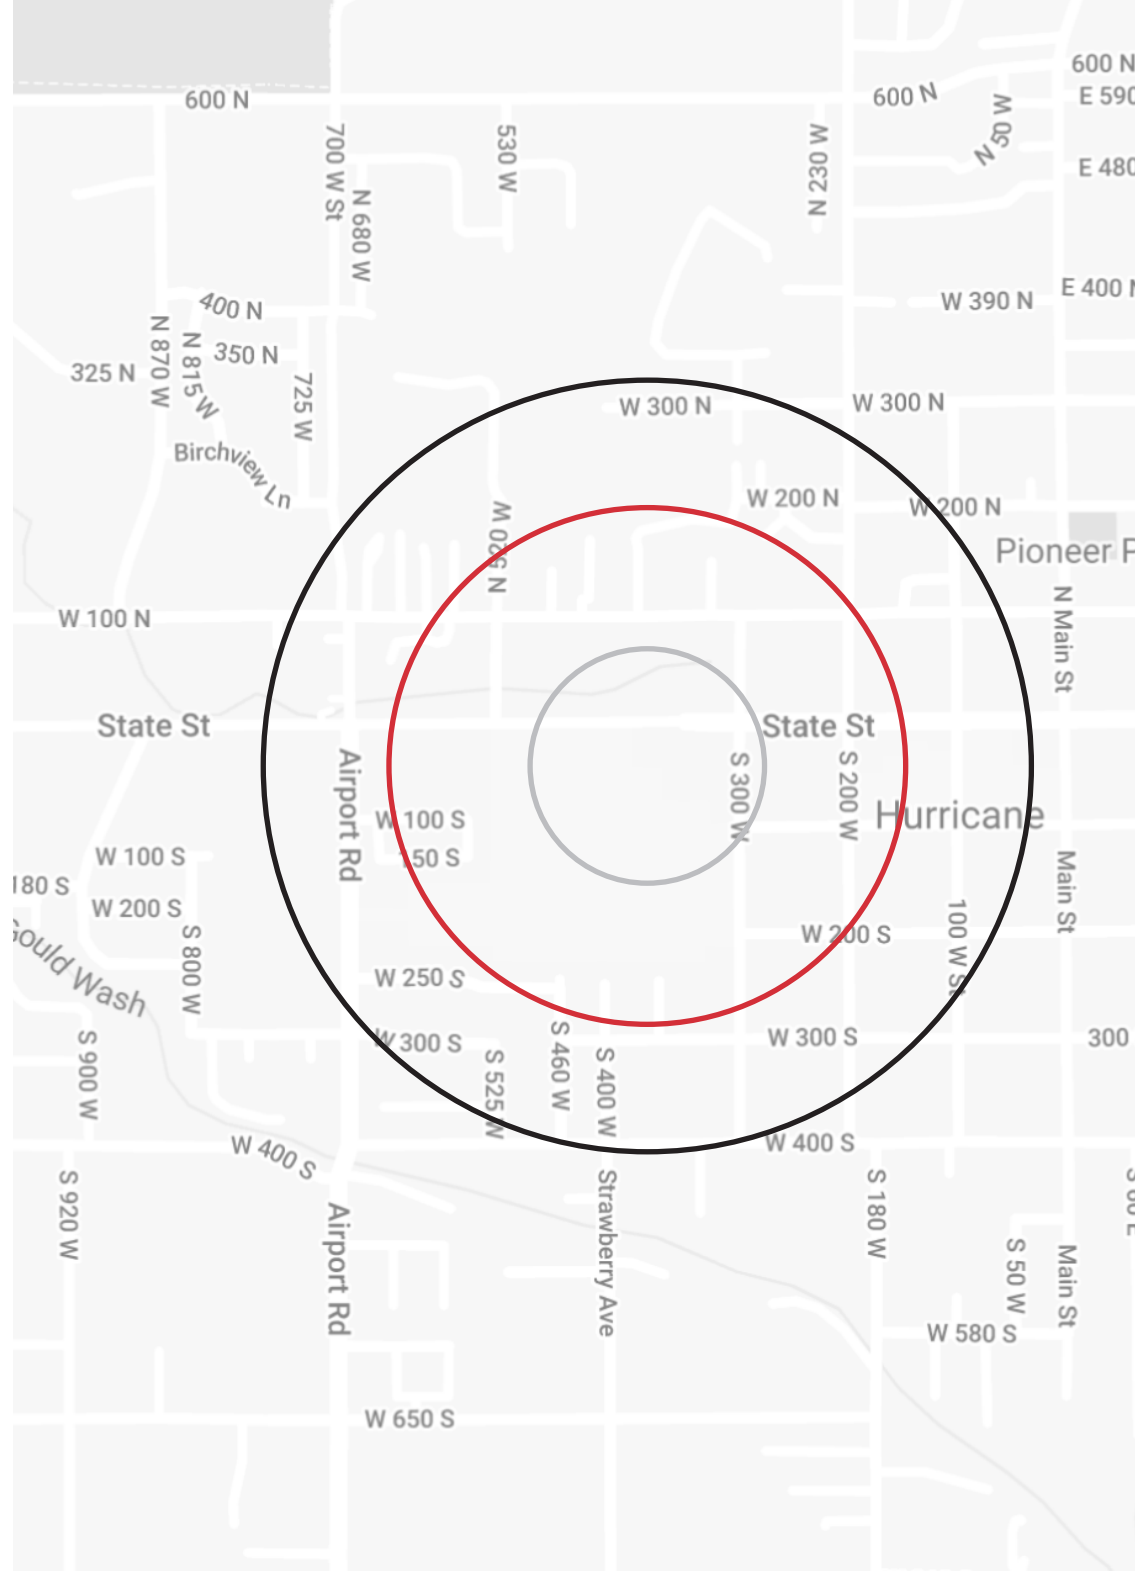 600 N
600 N
600 N
E 590
N 50 W
700 W St
530 W
N 230 W
E 480
N 680 W
400 N
E 400 N
W 390 N
N 870 W
N 815 W
350 N
325 N
725 W
W 300 N
W 300 N
Birchview Ln
W 200 N
W 200 N
N 520 W
Pioneer P
W 100 N
N Main St
State St
State St
Airport Rd
S 300 W
S 200 W
W 100 S
Hurricane
W 100 S
150 S
180 S
Main St
W 200 S
100 W St
Gould Wash
S 800 W
W 200 S
W 250 S
S 900 W
W 300 S
S 525 W
S 460 W
S 400 W
W 300 S
300
W 400 S
W 400 S
S 920 W
Strawberry Ave
S 180 W
Airport Rd
S 50 W
Main St
W 580 S
W 650 S